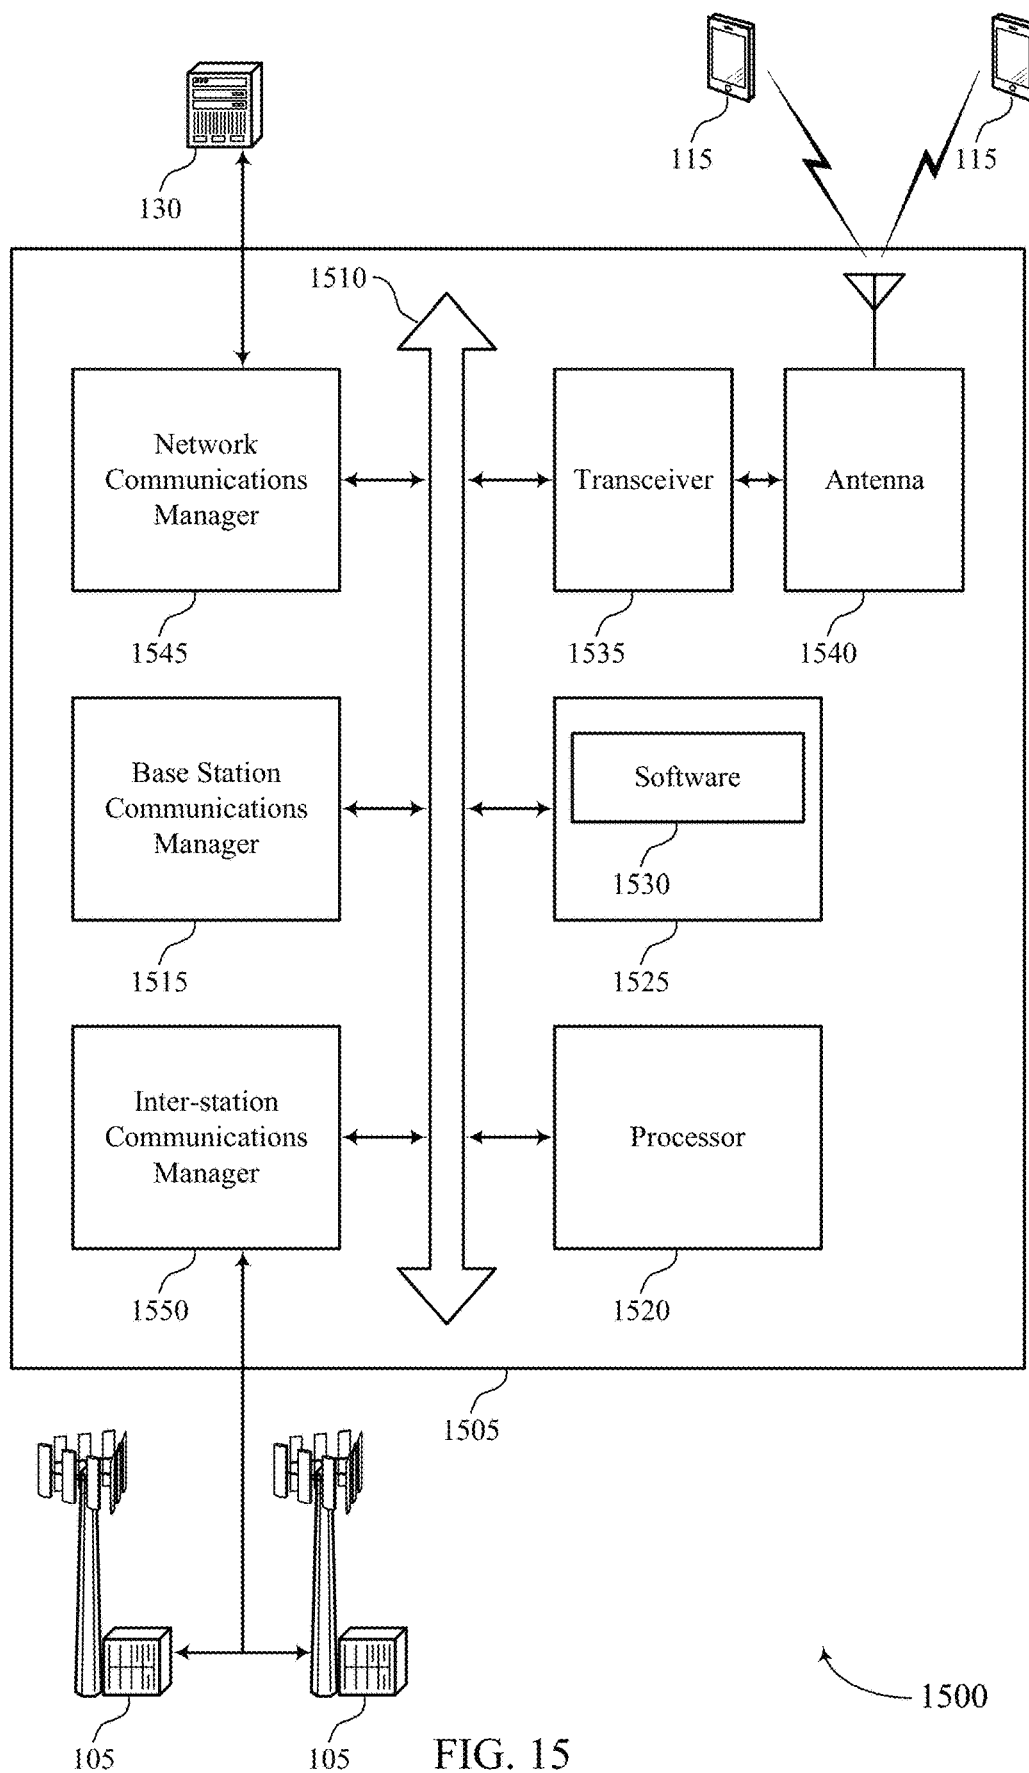 130
115
115
1510
Network
Communications
Manager
Transceiver
Antenna
1545
1535
1540
Base Station
Communications
Manager
Software
1530
1515
1525
Inter-station
Communications
Manager
Processor
1550
1520
1505
1500
105
105
FIG. 15